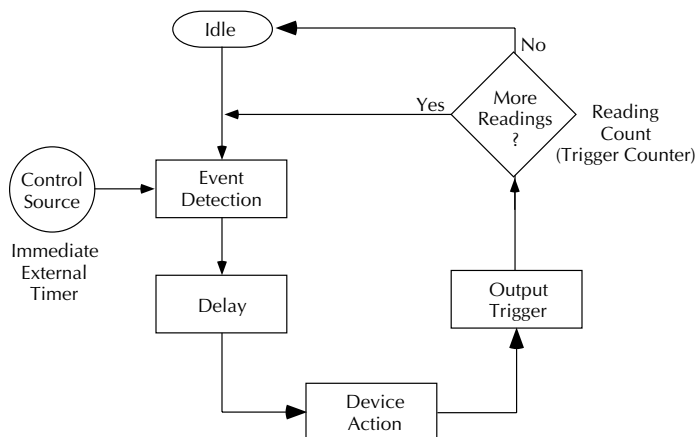 Idle
No
Yes
More
Readings
?
Reading
Count
(Trigger Counter)
Control
Source
Event
Detection
Immediate
External
Timer
Delay
Output
Trigger
Device
Action